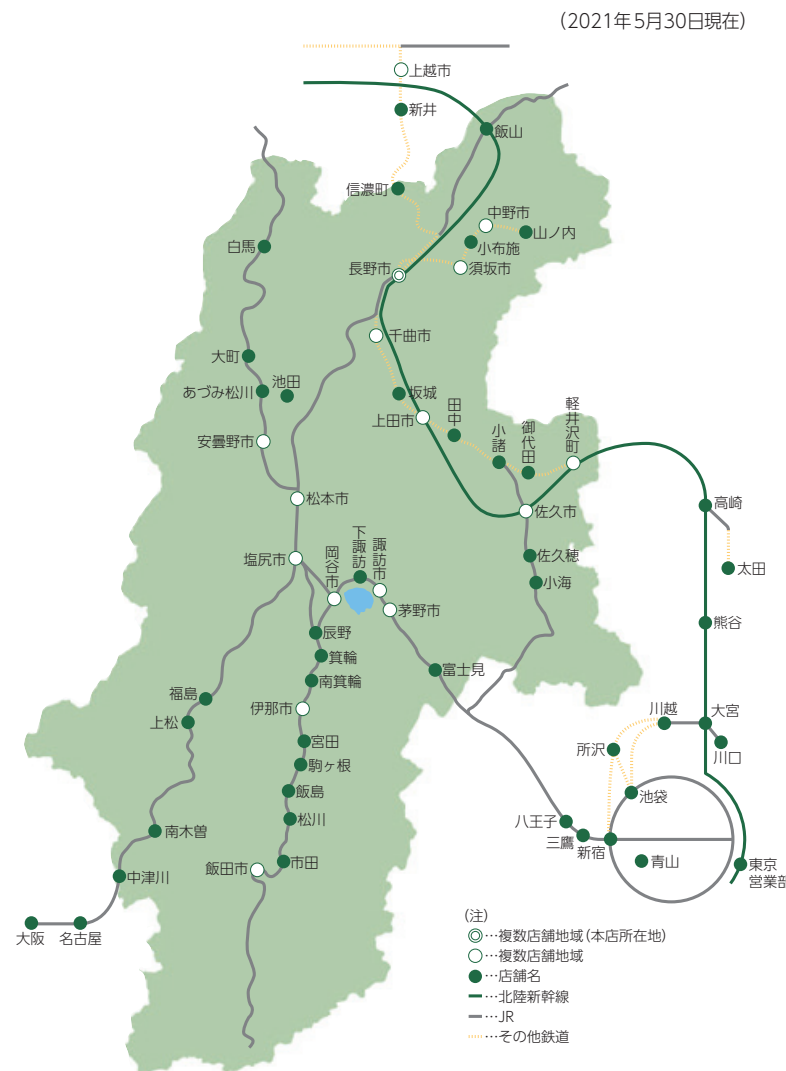 (2021年5月30日現在)
上越市
新井
飯山
信濃町
中野市
山ノ内
小布施
白馬
長野市
須坂市
千曲市
大町
池田
あづみ松川
坂城
上田市
田中
小諸
御代田
軽井沢町
安曇野市
松本市
佐久市
高崎
太田
塩尻市
岡谷市
下諏訪
諏訪市
茅野市
佐久穂
小海
熊谷
辰野
箕輪
南箕輪
富士見
福島
上松
伊那市
宮田
駒ヶ根
飯島
松川
市田
飯田市
南木曽
中津川
大阪
名古屋
川越
大宮
川口
所沢
池袋
八王子
三鷹
新宿
青山
東京
営業部
(注)
…複数店舗地域(本店所在地)
…複数店舗地域
…店舗名
…北陸新幹線
…JR
…その他鉄道